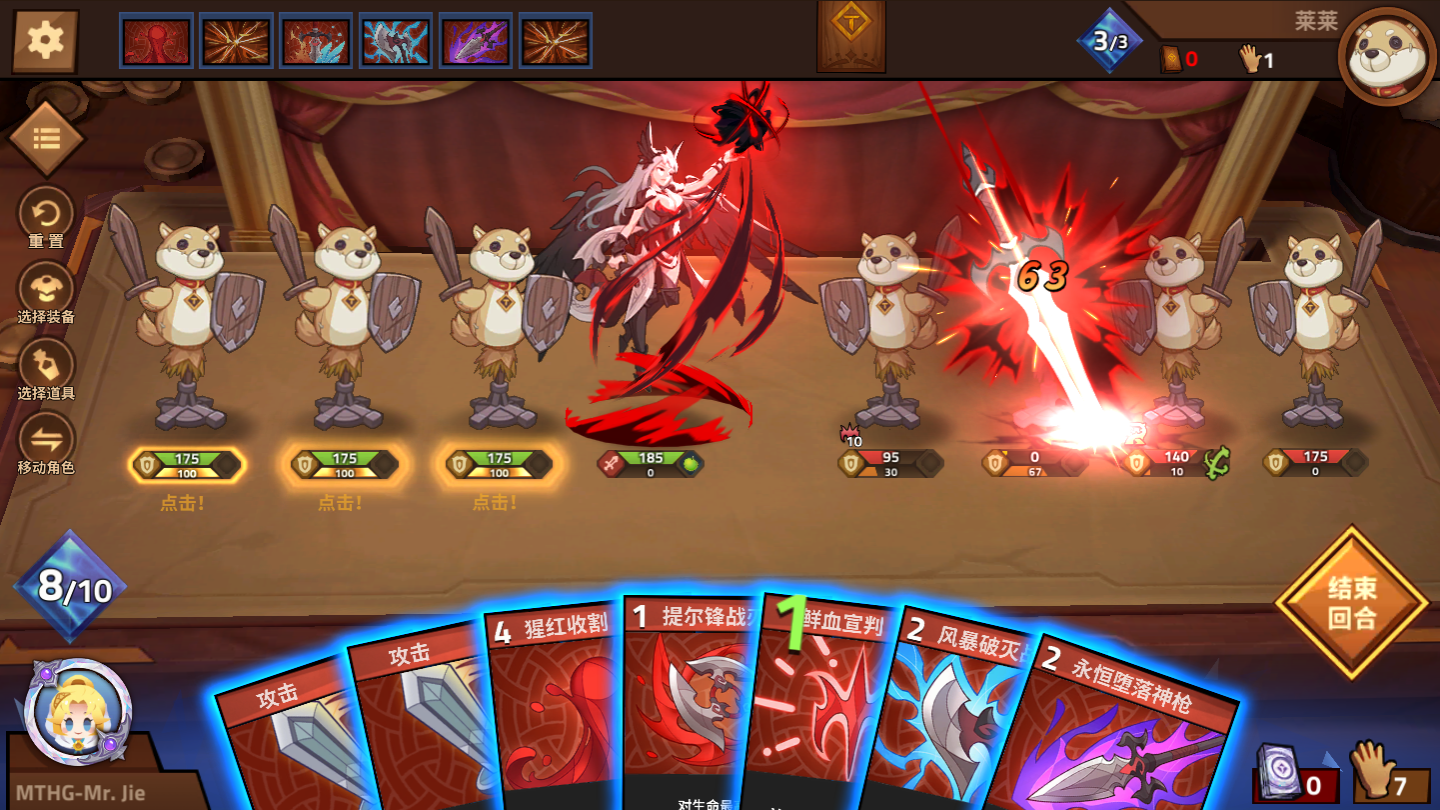 3/3
莱莱
0
1
重置
选择装备
选择道具
移动角色
63
175
100
点击!
175
100
点击!
175
100
点击!
185
0
10
95
30
0
67
140
10
175
0
8/10
结束
回合
攻击
攻击
4 猩红收割
1 提尔锋战
1 鲜血宣判
2 风暴破灭
2 永恒堕落神枪
对生命最
MTHG-Mr. Jie
0
7